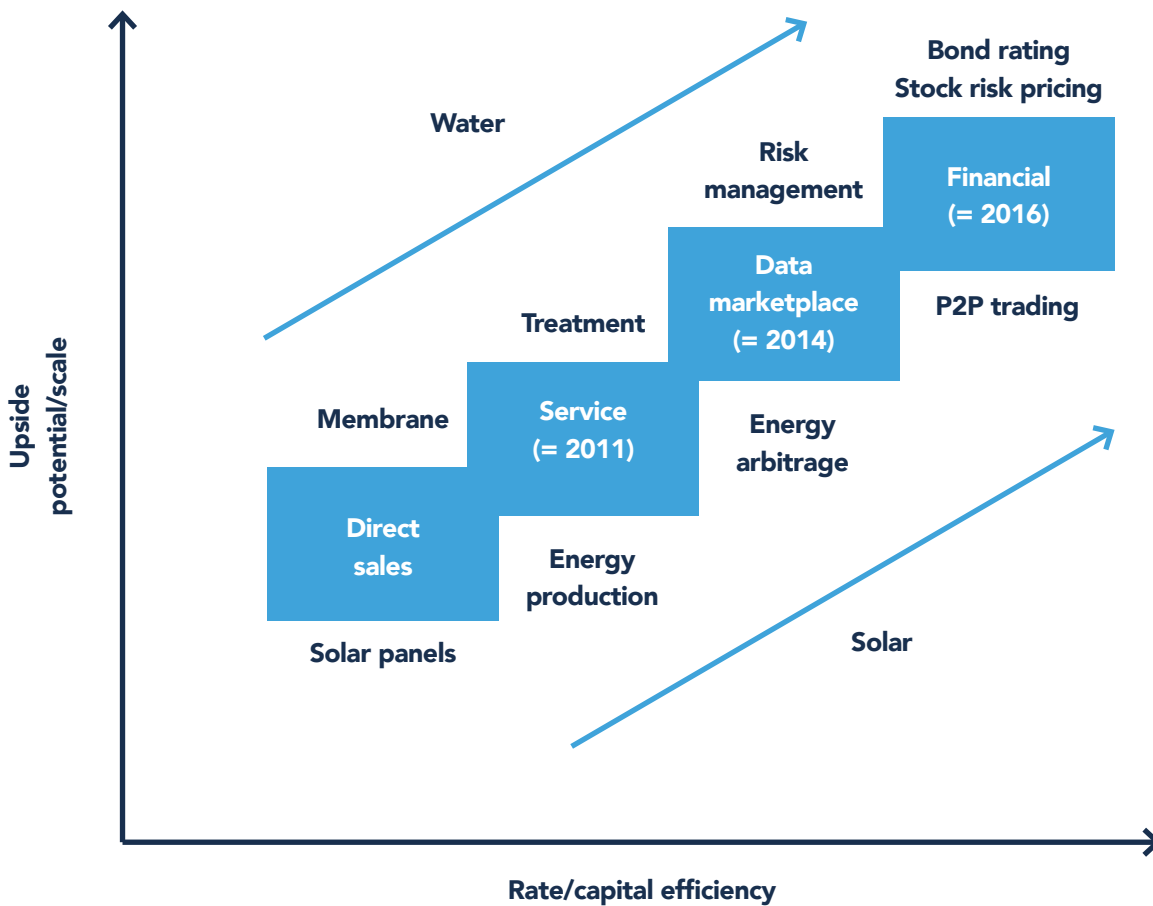 Bond rating
Stock risk pricing
Water
Risk
management
Financial
(= 2016)
Data
marketplace
(= 2014)
P2P trading
Treatment
Upside
potential/scale
Membrane
Service
(= 2011)
Energy
arbitrage
Direct
sales
Energy
production
Solar panels
Solar
Rate/capital efficiency